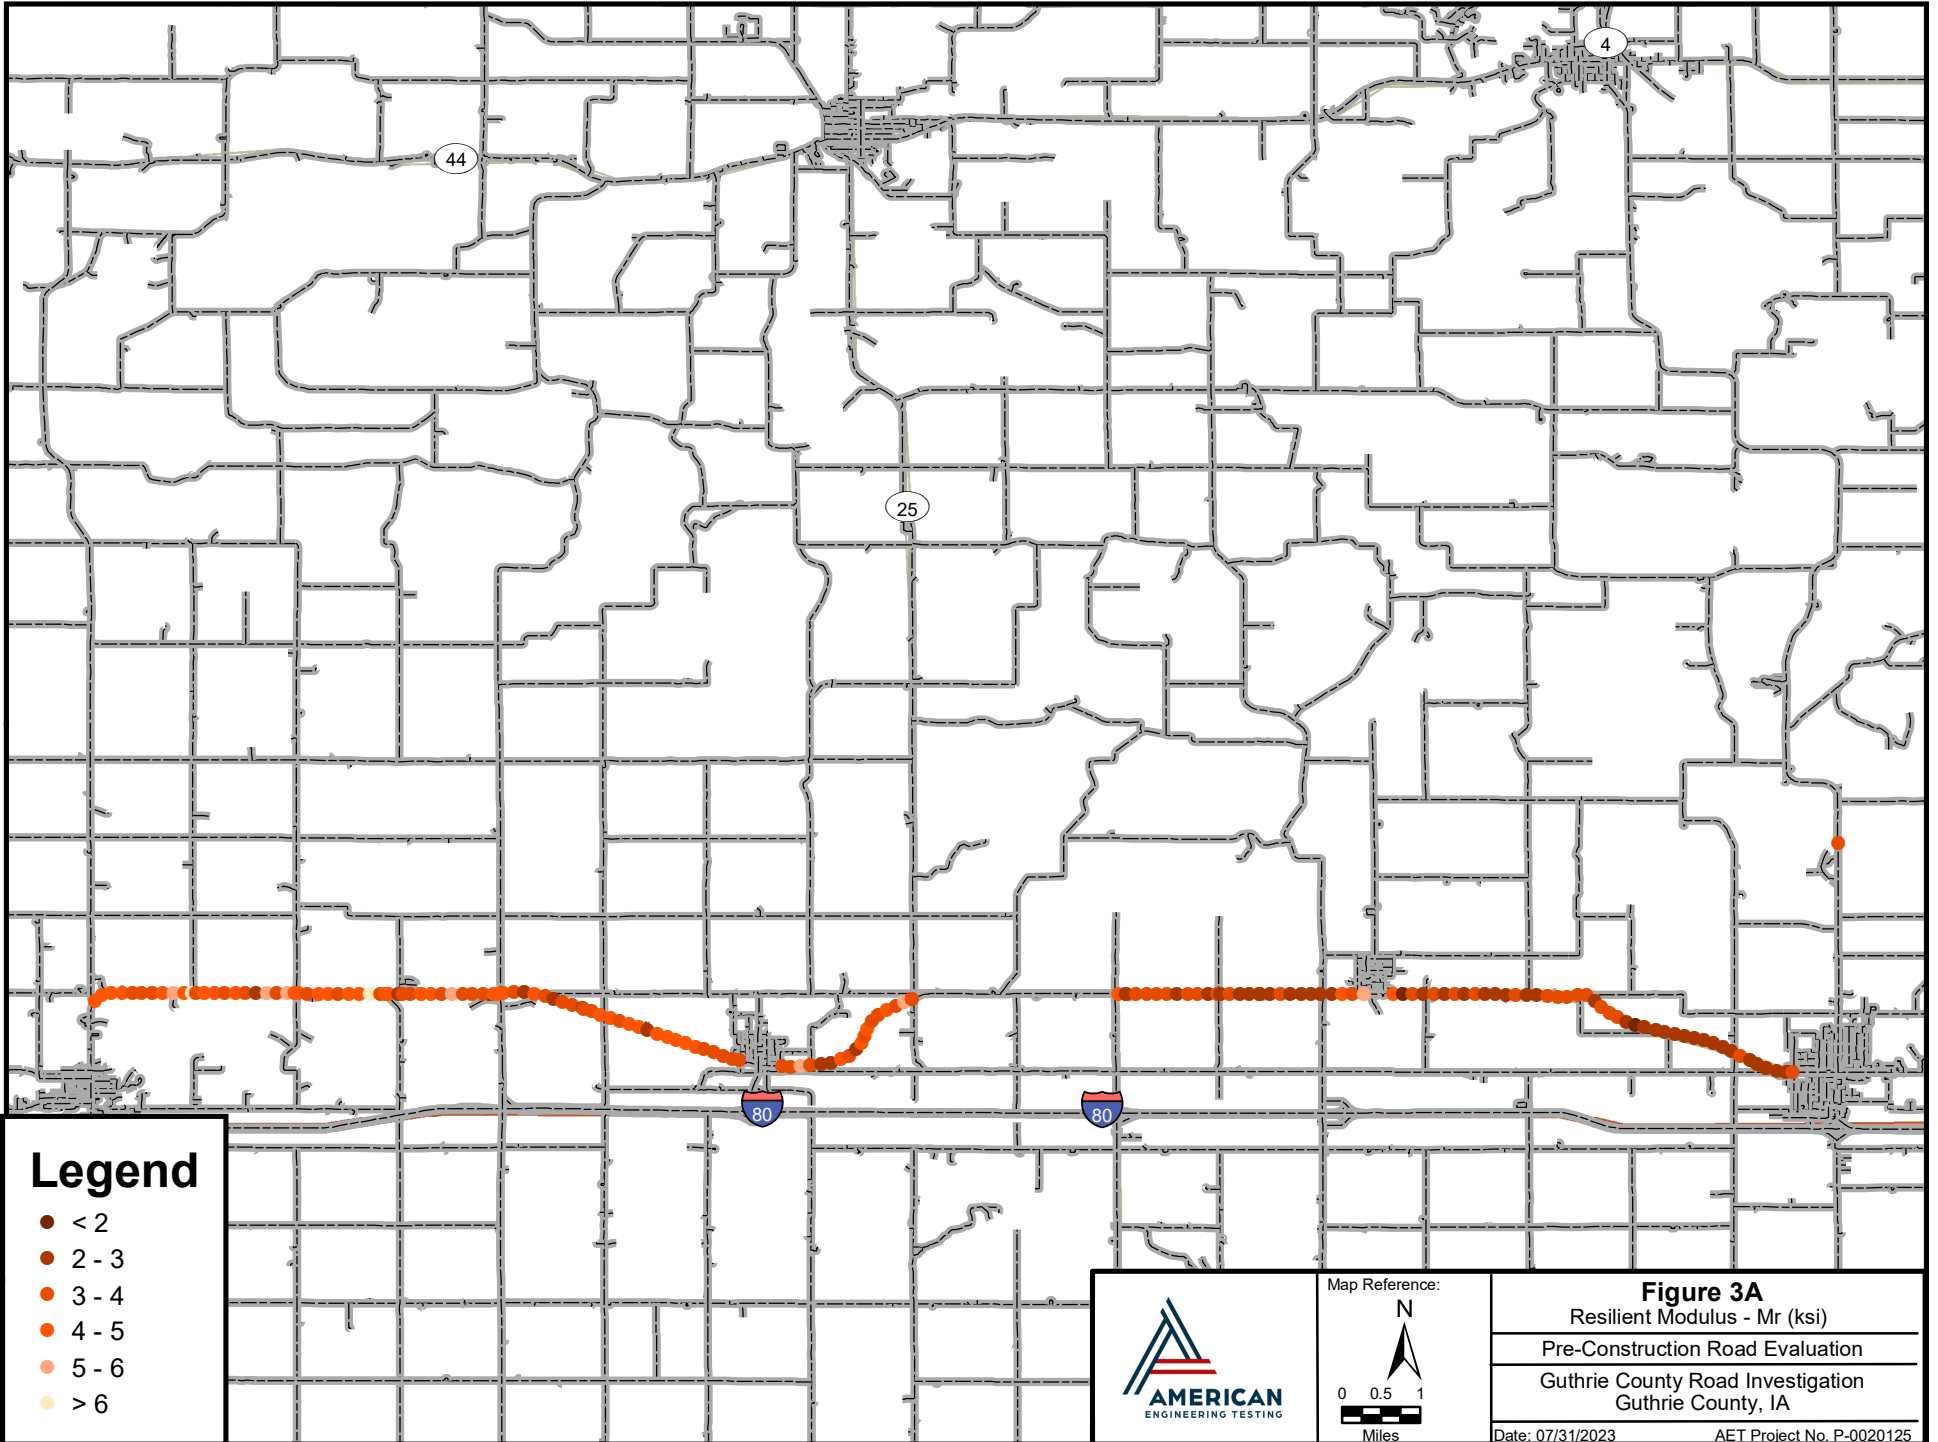 4
44
25
80
80
Legend
< 2
2 - 3
3 - 4
4 - 5
5 - 6
> 6
AMERICAN
ENGINEERING TESTING
Map Reference:
N
0 0.5 1
Miles
Figure 3A
Resilient Modulus - Mr (ksi)
Pre-Construction Road Evaluation
Guthrie County Road Investigation
Guthrie County, IA
Date: 07/31/2023 AET Project No. P-0020125